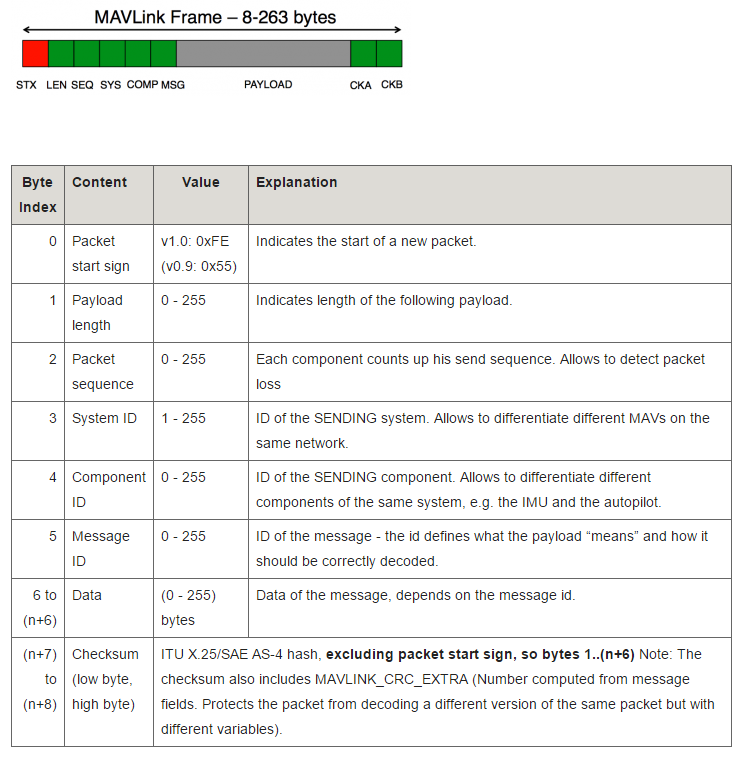 MAVLink Frame – 8-263 bytes
STX LEN SEQ SYS COMP MSG PAYLOAD CKA CKB
Byte Index Content Value Explanation
0 Packet start sign v1.0: 0xFE (v0.9: 0x55) Indicates the start of a new packet.
1 Payload length 0 - 255 Indicates length of the following payload.
2 Packet sequence 0 - 255 Each component counts up his send sequence. Allows to detect packet
loss
3 System ID 1 - 255 ID of the SENDING system. Allows to differentiate different MAVs on the
same network.
4 Component ID 0 - 255 ID of the SENDING component. Allows to differentiate different
components of the same system, e.g. the IMU and the autopilot.
5 Message ID 0 - 255 ID of the message - the id defines what the payload “means” and how it
should be correctly decoded.
6 to (n+6) Data (0 - 255) bytes Data of the message, depends on the message id.
(n+7) to (n+8) Checksum (low byte, high byte) ITU X.25/SAE AS-4 hash, excluding packet start sign, so bytes 1..(n+6) Note: The
checksum also includes MAVLINK_CRC_EXTRA (Number computed from message
fields. Protects the packet from decoding a different version of the same packet but with
different variables).